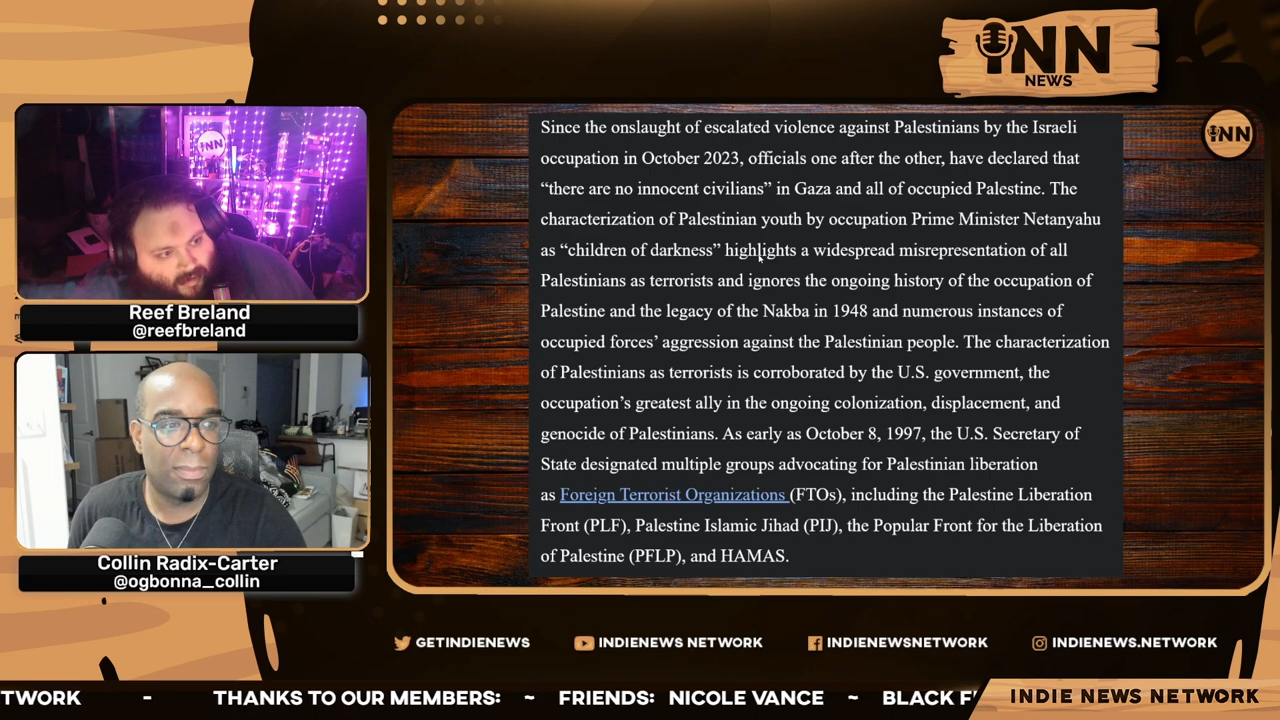 iNN
NEWS
iNN
iNN
Since the onslaught of escalated violence against Palestinians by the Israeli
occupation in October 2023, officials one after the other, have declared that
“there are no innocent civilians” in Gaza and all of occupied Palestine. The
characterization of Palestinian youth by occupation Prime Minister Netanyahu
as “children of darkness” highlights a widespread misrepresentation of all
Palestinians as terrorists and ignores the ongoing history of the occupation of
Palestine and the legacy of the Nakba in 1948 and numerous instances of
occupied forces’ aggression against the Palestinian people. The characterization
of Palestinians as terrorists is corroborated by the U.S. government, the
occupation’s greatest ally in the ongoing colonization, displacement, and
genocide of Palestinians. As early as October 8, 1997, the U.S. Secretary of
State designated multiple groups advocating for Palestinian liberation
as Foreign Terrorist Organizations (FTOs), including the Palestine Liberation
Front (PLF), Palestine Islamic Jihad (PIJ), the Popular Front for the Liberation
of Palestine (PFLP), and HAMAS.
Reef Breland
@reefbreland
Collin Radix-Carter
@ogbonna_collin
GETINDIENEWS
INDIENEWS NETWORK
INDIENEWSNETWORK
INDIENEWS.NETWORK
TWORK - THANKS TO OUR MEMBERS: ~ FRIENDS: NICOLE VANCE ~ BLACK F
INDIE NEWS NETWORK